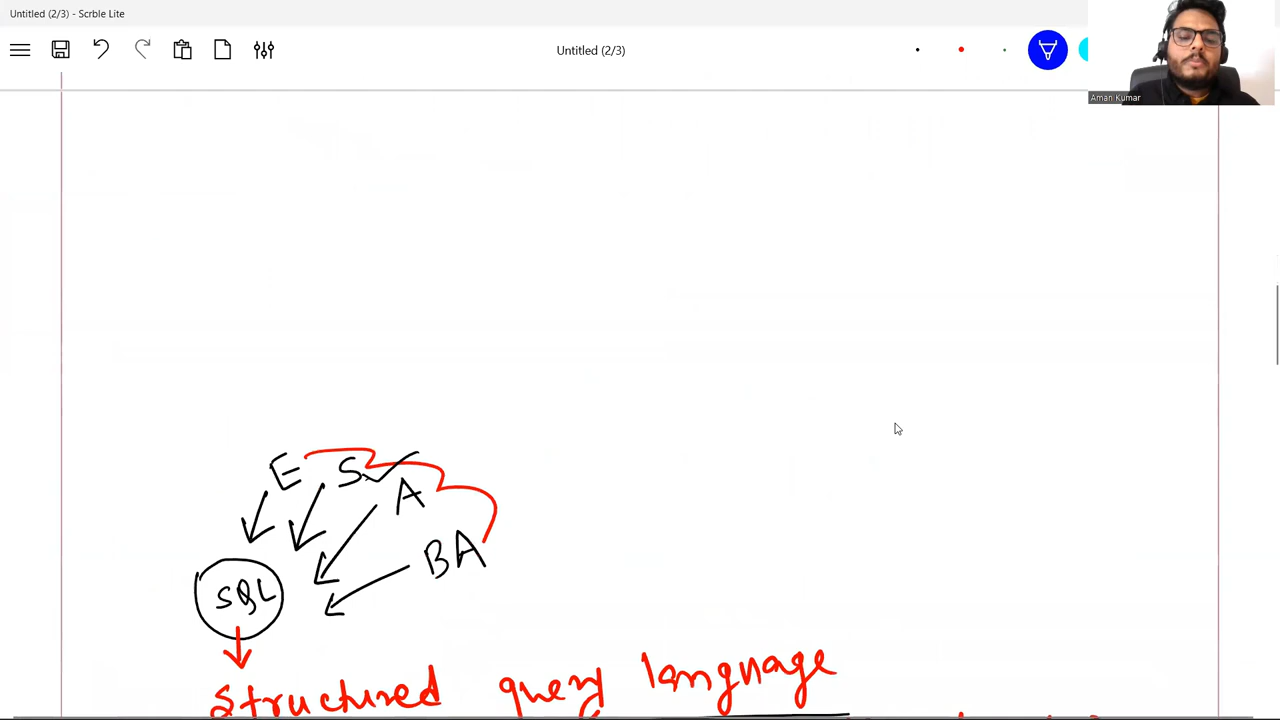 Untitled (2/3) - Scrble Lite
Untitled (2/3)
Aman Kumar
E S A
BA
SQL
Structured query language